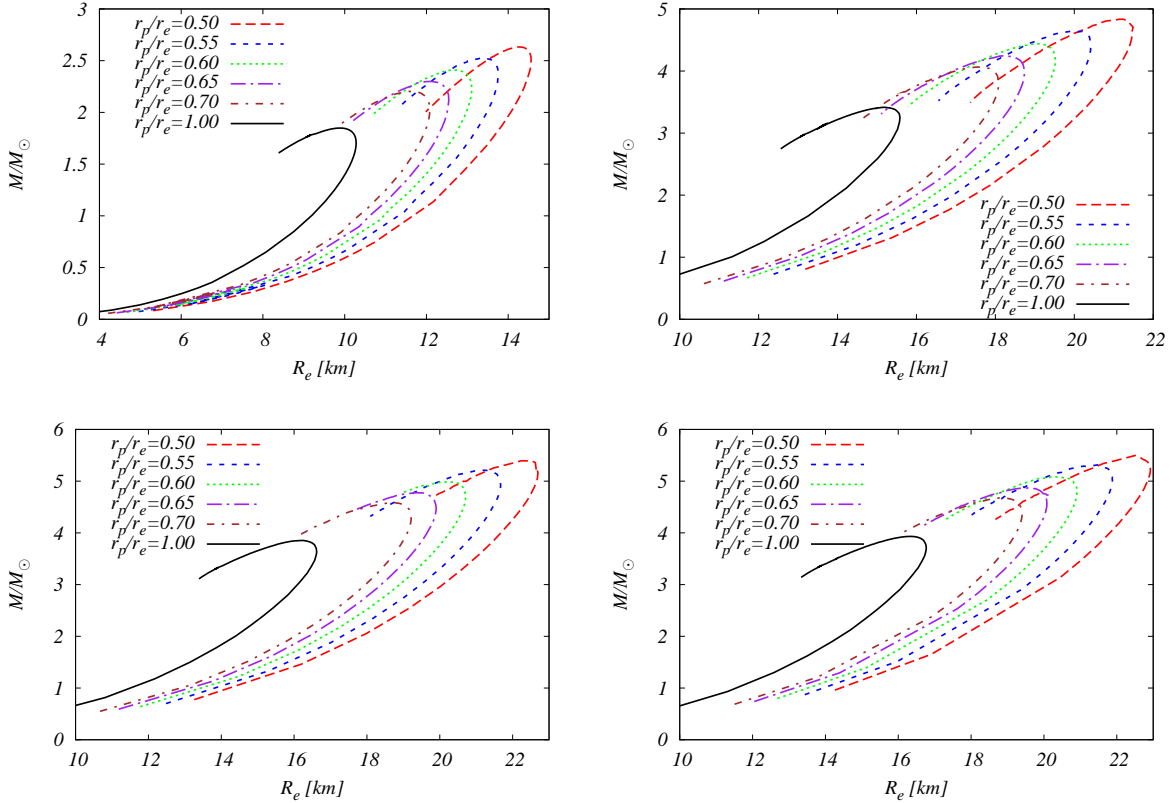 3
2.5
2
1.5
1
0.5
0
M/M⊙
r_p/r_e=0.50
r_p/r_e=0.55
r_p/r_e=0.60
r_p/r_e=0.65
r_p/r_e=0.70
r_p/r_e=1.00
4 6 8 10 12 14
R_e [km]
5
4
3
2
1
0
M/M⊙
r_p/r_e=0.50
r_p/r_e=0.55
r_p/r_e=0.60
r_p/r_e=0.65
r_p/r_e=0.70
r_p/r_e=1.00
10 12 14 16 18 20 22
R_e [km]
6
5
4
3
2
1
0
M/M⊙
r_p/r_e=0.50
r_p/r_e=0.55
r_p/r_e=0.60
r_p/r_e=0.65
r_p/r_e=0.70
r_p/r_e=1.00
10 12 14 16 18 20 22
R_e [km]
6
5
4
3
2
1
0
M/M⊙
r_p/r_e=0.50
r_p/r_e=0.55
r_p/r_e=0.60
r_p/r_e=0.65
r_p/r_e=0.70
r_p/r_e=1.00
10 12 14 16 18 20 22
R_e [km]